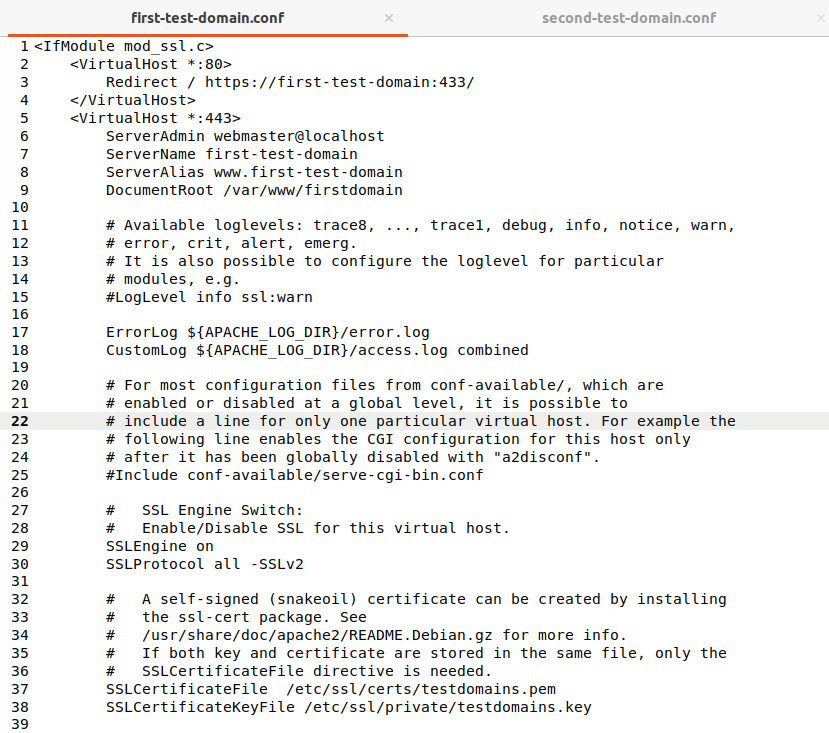 first-test-domain.conf × second-test-domain.conf ×
1 <IfModule mod_ssl.c>
2     <VirtualHost *:80>
3         Redirect / https://first-test-domain:433/
4     </VirtualHost>
5     <VirtualHost *:443>
6         ServerAdmin webmaster@localhost
7         ServerName first-test-domain
8         ServerAlias www.first-test-domain
9         DocumentRoot /var/www/firstdomain
10
11         # Available loglevels: trace8, ..., trace1, debug, info, notice, warn,
12         # error, crit, alert, emerg.
13         # It is also possible to configure the loglevel for particular
14         # modules, e.g.
15         #LogLevel info ssl:warn
16
17         ErrorLog ${APACHE_LOG_DIR}/error.log
18         CustomLog ${APACHE_LOG_DIR}/access.log combined
19
20         # For most configuration files from conf-available/, which are
21         # enabled or disabled at a global level, it is possible to
22         # include a line for only one particular virtual host. For example the
23         # following line enables the CGI configuration for this host only
24         # after it has been globally disabled with "a2disconf".
25         #Include conf-available/serve-cgi-bin.conf
26
27         #   SSL Engine Switch:
28         #   Enable/Disable SSL for this virtual host.
29         SSLEngine on
30         SSLProtocol all -SSLv2
31
32         #   A self-signed (snakeoil) certificate can be created by installing
33         #   the ssl-cert package. See
34         #   /usr/share/doc/apache2/README.Debian.gz for more info.
35         #   If both key and certificate are stored in the same file, only the
36         #   SSLCertificateFile directive is needed.
37         SSLCertificateFile  /etc/ssl/certs/testdomains.pem
38         SSLCertificateKeyFile /etc/ssl/private/testdomains.key
39